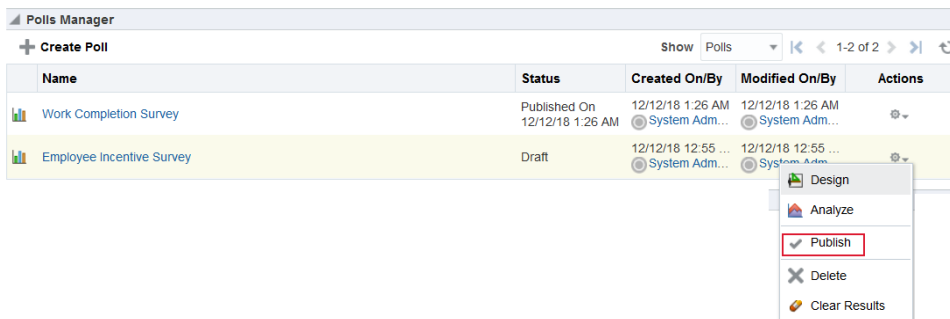 Polls Manager
Create Poll Show Polls 1-2 of 2
Name Status Created On/By Modified On/By Actions
Work Completion Survey Published On 12/12/18 1:26 AM 12/12/18 1:26 AM
12/12/18 1:26 AM System Adm... System Adm...
Employee Incentive Survey Draft 12/12/18 12:55 ... 12/12/18 12:55 ...
System Adm... System Adm...
Design
Analyze
Publish
Delete
Clear Results